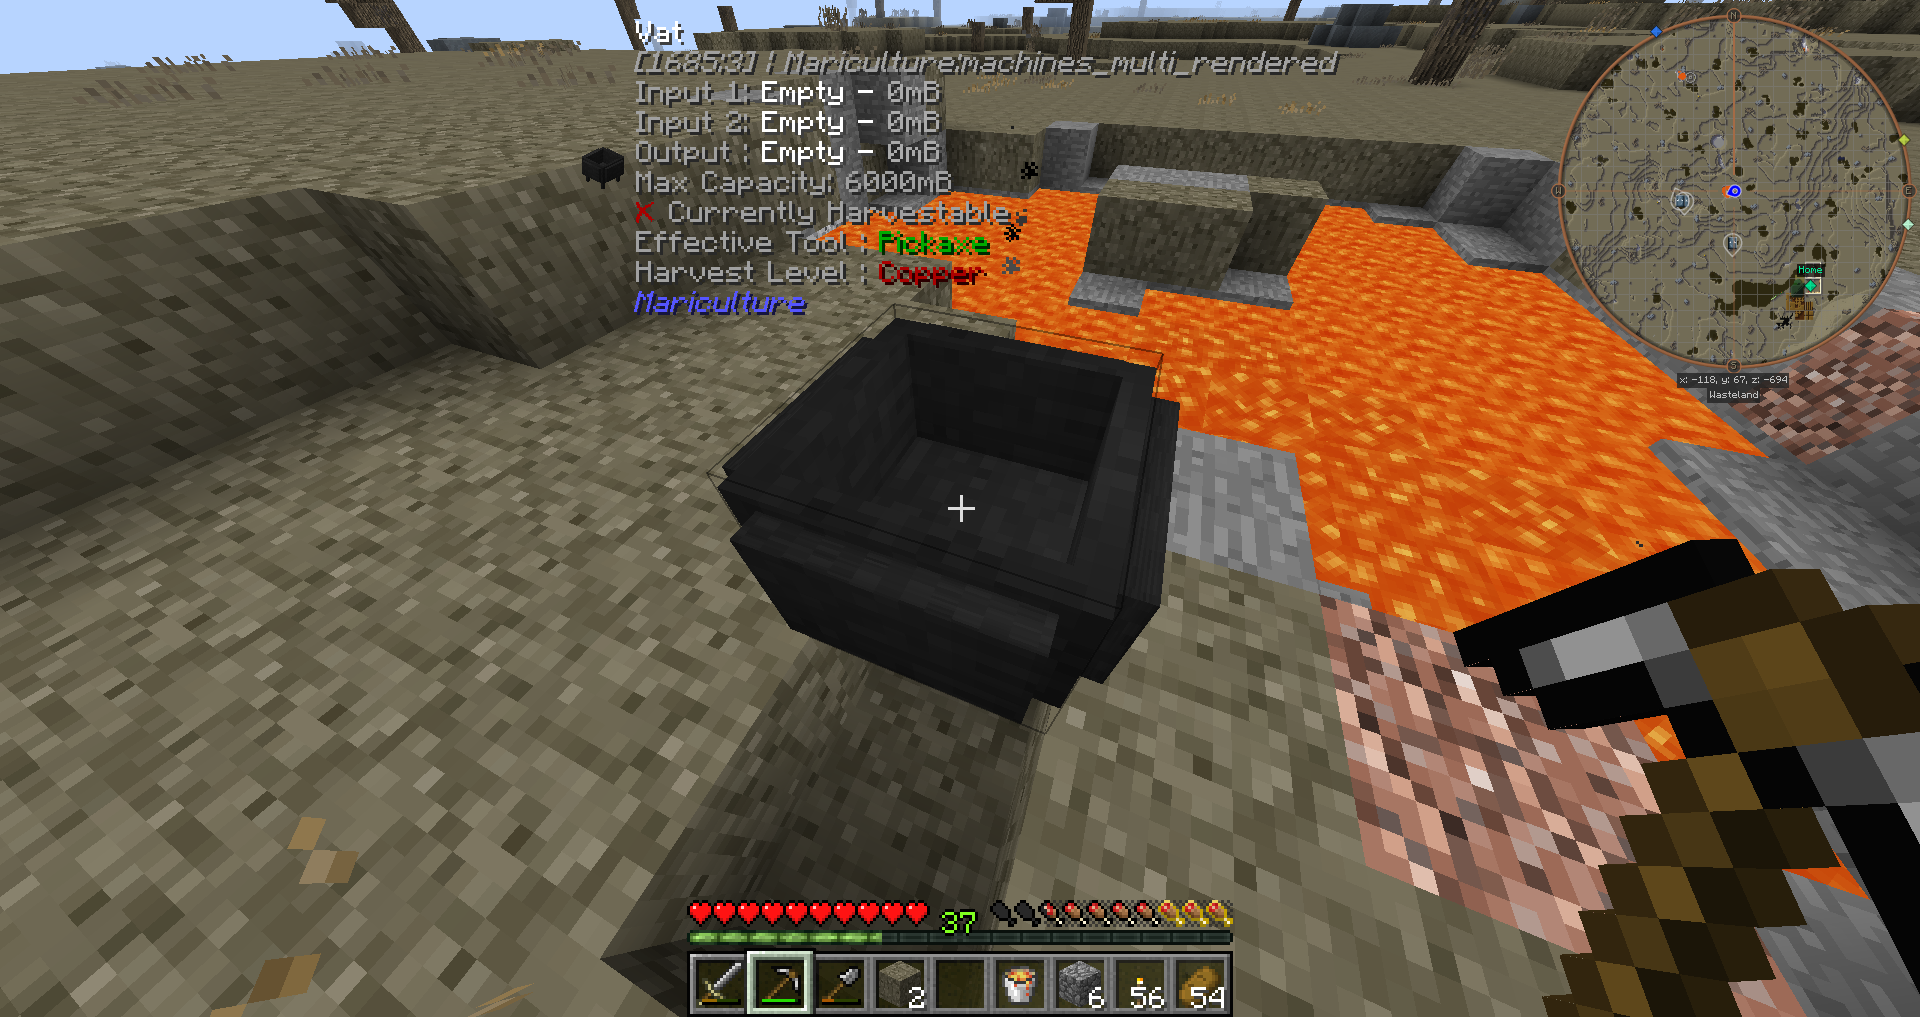 Vat
[1685:3] | Mariculture:machines_multi_rendered
Input 1: Empty - 0mB
Input 2: Empty - 0mB
Output : Empty - 0mB
Max Capacity: 6000mB
✕ Currently Harvestable
Effective Tool : Pickaxe
Harvest Level : Copper
Mariculture
N
W
E
S
Home
x: -118, y: 67, z: -694
Wasteland
37
2
6
56
54